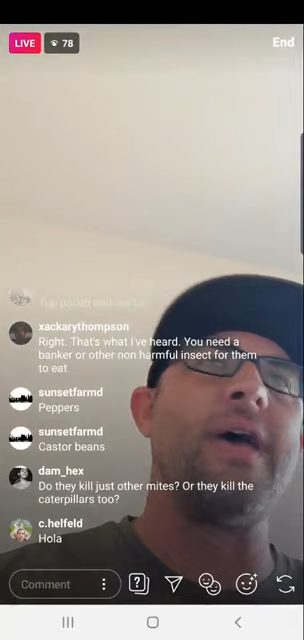 LIVE
78
End
xackarythompson
Right. That's what I've heard. You need a
banker or other non harmful insect for them
to eat
sunsetfarmd
Peppers
sunsetfarmd
Castor beans
dam_hex
Do they kill just other mites? Or they kill the
caterpillars too?
c.helfeld
Hola
Comment